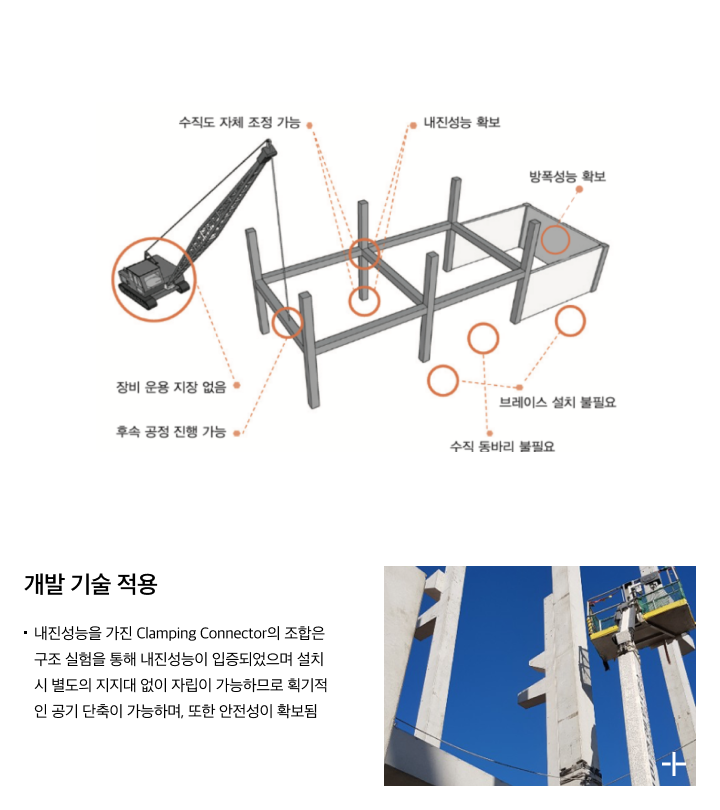 수직도 자체 조정 가능
내진성능 확보
방폭성능 확보
장비 운용 지장 없음
브레이스 설치 불필요
후속 공정 진행 가능
수직 동바리 불필요
개발 기술 적용
▪ 내진성능을 가진 Clamping Connector의 조합은
구조 실험을 통해 내진성능이 입증되었으며 설치
시 별도의 지지대 없이 자립이 가능하므로 획기적
인 공기 단축이 가능하며, 또한 안전성이 확보됨